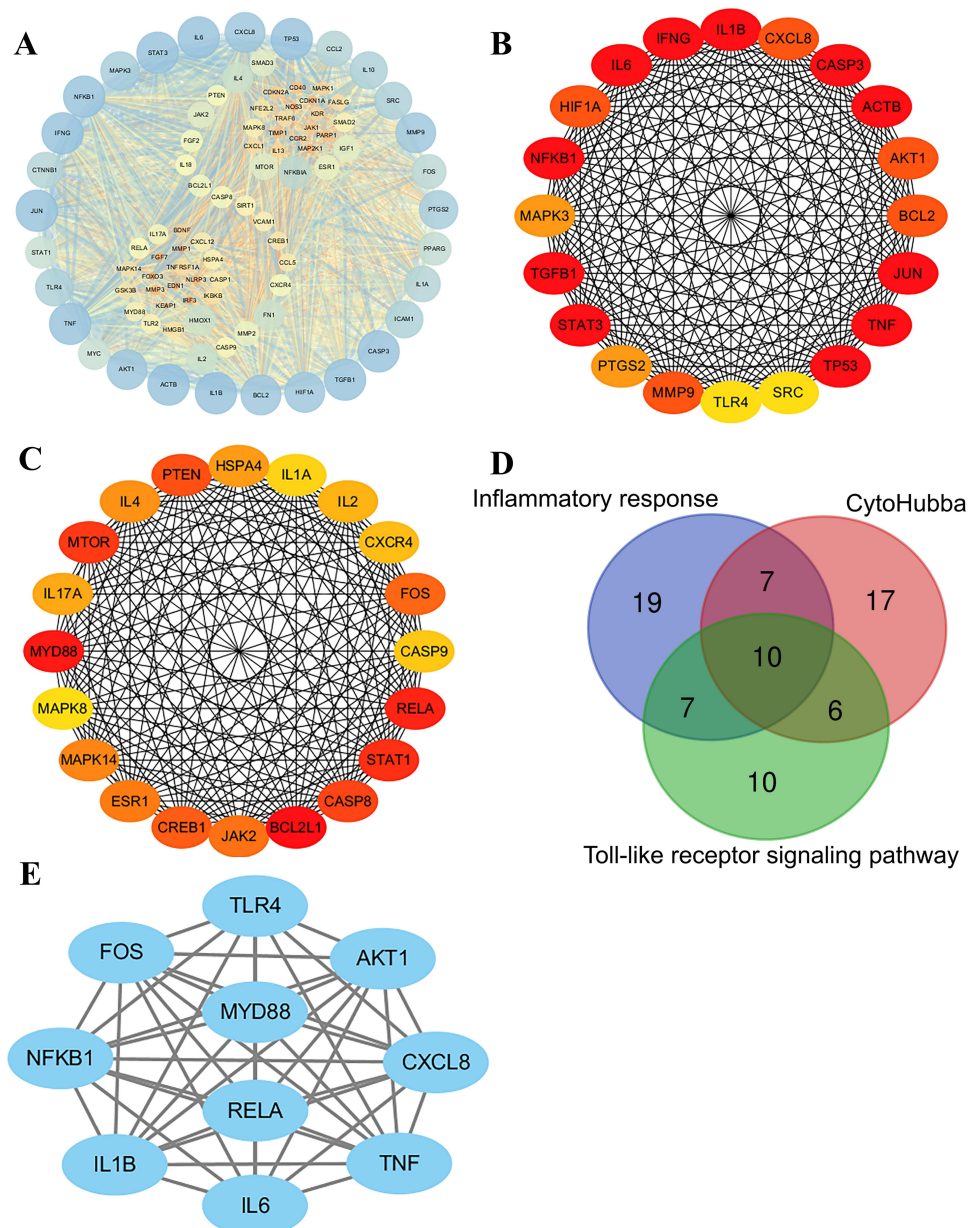 A
IL6
CXCL8
TP53
STAT3
CCL2
MAPK3
IL10
NFKB1
SRC
IFNG
MMP9
CTNNB1
FOS
JUN
PTGS2
STAT1
PPARG
TLR4
IL1A
TNF
ICAM1
MYC
CASP3
AKT1
TGFB1
ACTB
HIF1A
IL1B
BCL2
SMAD3
IL4
PTEN
JAK2
FGF2
IL18
BCL2L1
CASP8
SIRT1
VCAM1
CREB1
CCL5
CXCR4
FN1
MMP2
CASP9
IL2
CD40
MAPK1
CDKN2A
CDKN1A
FASLG
NFE2L2
NOS3
KDR
TRAF6
SMAD2
MAPK8
JAK1
TIMP1
PARP1
CXCL1
CCR2
IGF1
IL13
MAP2K1
MTOR
NFKBIA
ESR1
IL17A
BDNF
RELA
MMP1
CXCL12
FGF7
HSPA4
MAPK14
TNFRSF1A
FOXO3
NLRP3
CASP1
GSK3B
MMP3
EDN1
IKBKB
KEAP1
IRF3
MYD88
HMOX1
TLR2
HMGB1
B
IL1B
IFNG
CXCL8
IL6
CASP3
HIF1A
ACTB
NFKB1
AKT1
MAPK3
BCL2
TGFB1
JUN
STAT3
TNF
PTGS2
TP53
MMP9
TLR4
SRC
C
HSPA4
PTEN
IL1A
IL4
IL2
MTOR
CXCR4
IL17A
FOS
MYD88
CASP9
MAPK8
RELA
MAPK14
STAT1
ESR1
CASP8
CREB1
JAK2
BCL2L1
D
Inflammatory response
CytoHubba
19
7
17
10
7
6
10
Toll-like receptor signaling pathway
E
TLR4
FOS
AKT1
MYD88
NFKB1
CXCL8
RELA
IL1B
TNF
IL6